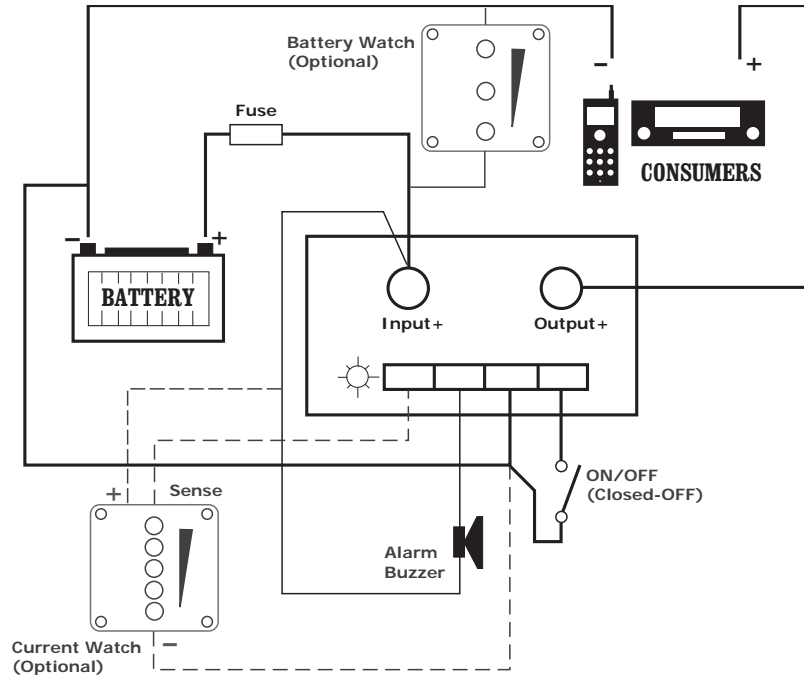 Battery Watch
(Optional)
− +
Fuse
CONSUMERS
− +
BATTERY
Input+
Output+
+ Sense
ON/OFF
(Closed-OFF)
Alarm
Buzzer
Current Watch
(Optional)
−